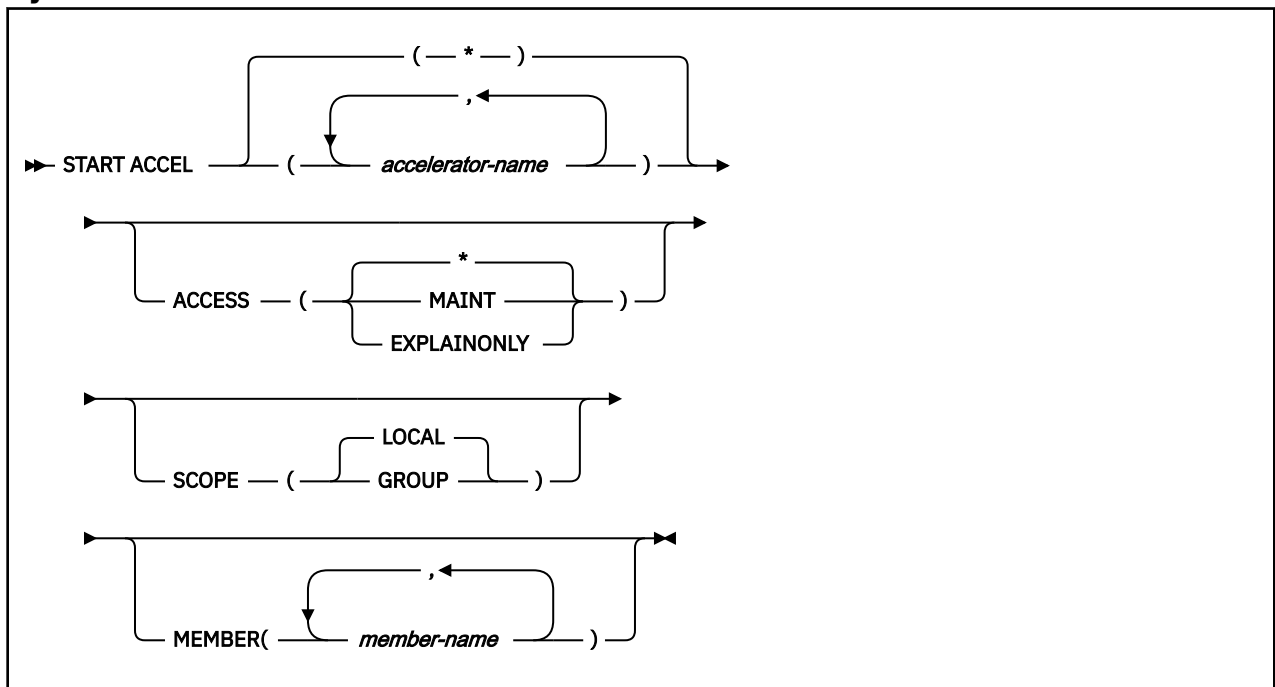 ( * )
,
START ACCEL ( accelerator-name )
*
ACCESS ( MAINT )
EXPLAINONLY
LOCAL
SCOPE ( GROUP )
,
MEMBER( member-name )